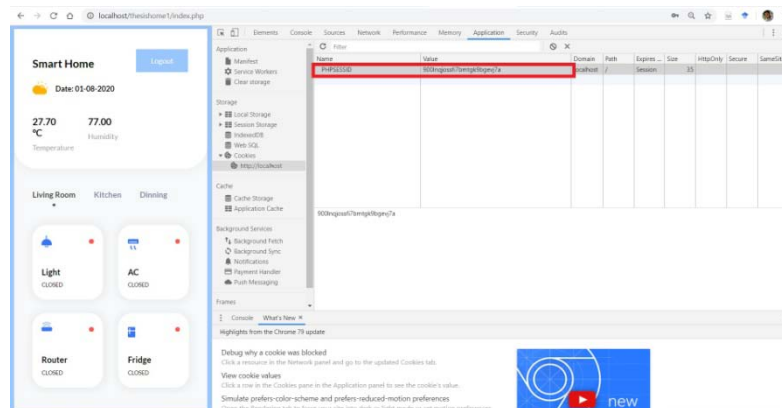 localhost/thesishome1/index.php
Elements Console Sources Network Performance Memory Application Security Audits
Smart Home
Logout
Date: 01-08-2020
27.70 77.00
°C Humidity
Temperature
Living Room Kitchen Dinning
Light AC
CLOSED CLOSED
Router Fridge
CLOSED CLOSED
Application
Manifest
Service Workers
Clear storage
Storage
Local Storage
Session Storage
IndexedDB
Web SQL
Cookies
http://localhost
Cache
Cache Storage
Application Cache
Background Services
Background Fetch
Background Sync
Notifications
Payment Handler
Push Messaging
Frames
Filter
Name Value Domain Path Expires ... Size HttpOnly Secure SameSit
PHPSESSID localhost / Session 35
Console What's New
Highlights from the Chrome 79 update
Debug why a cookie was blocked
Click a resource in the Network panel and go to the updated Cookies tab.
View cookie values
Click a row in the Cookies pane in the Application panel to see the cookie's value.
Simulate prefers-color-scheme and prefers-reduced-motion preferences
new